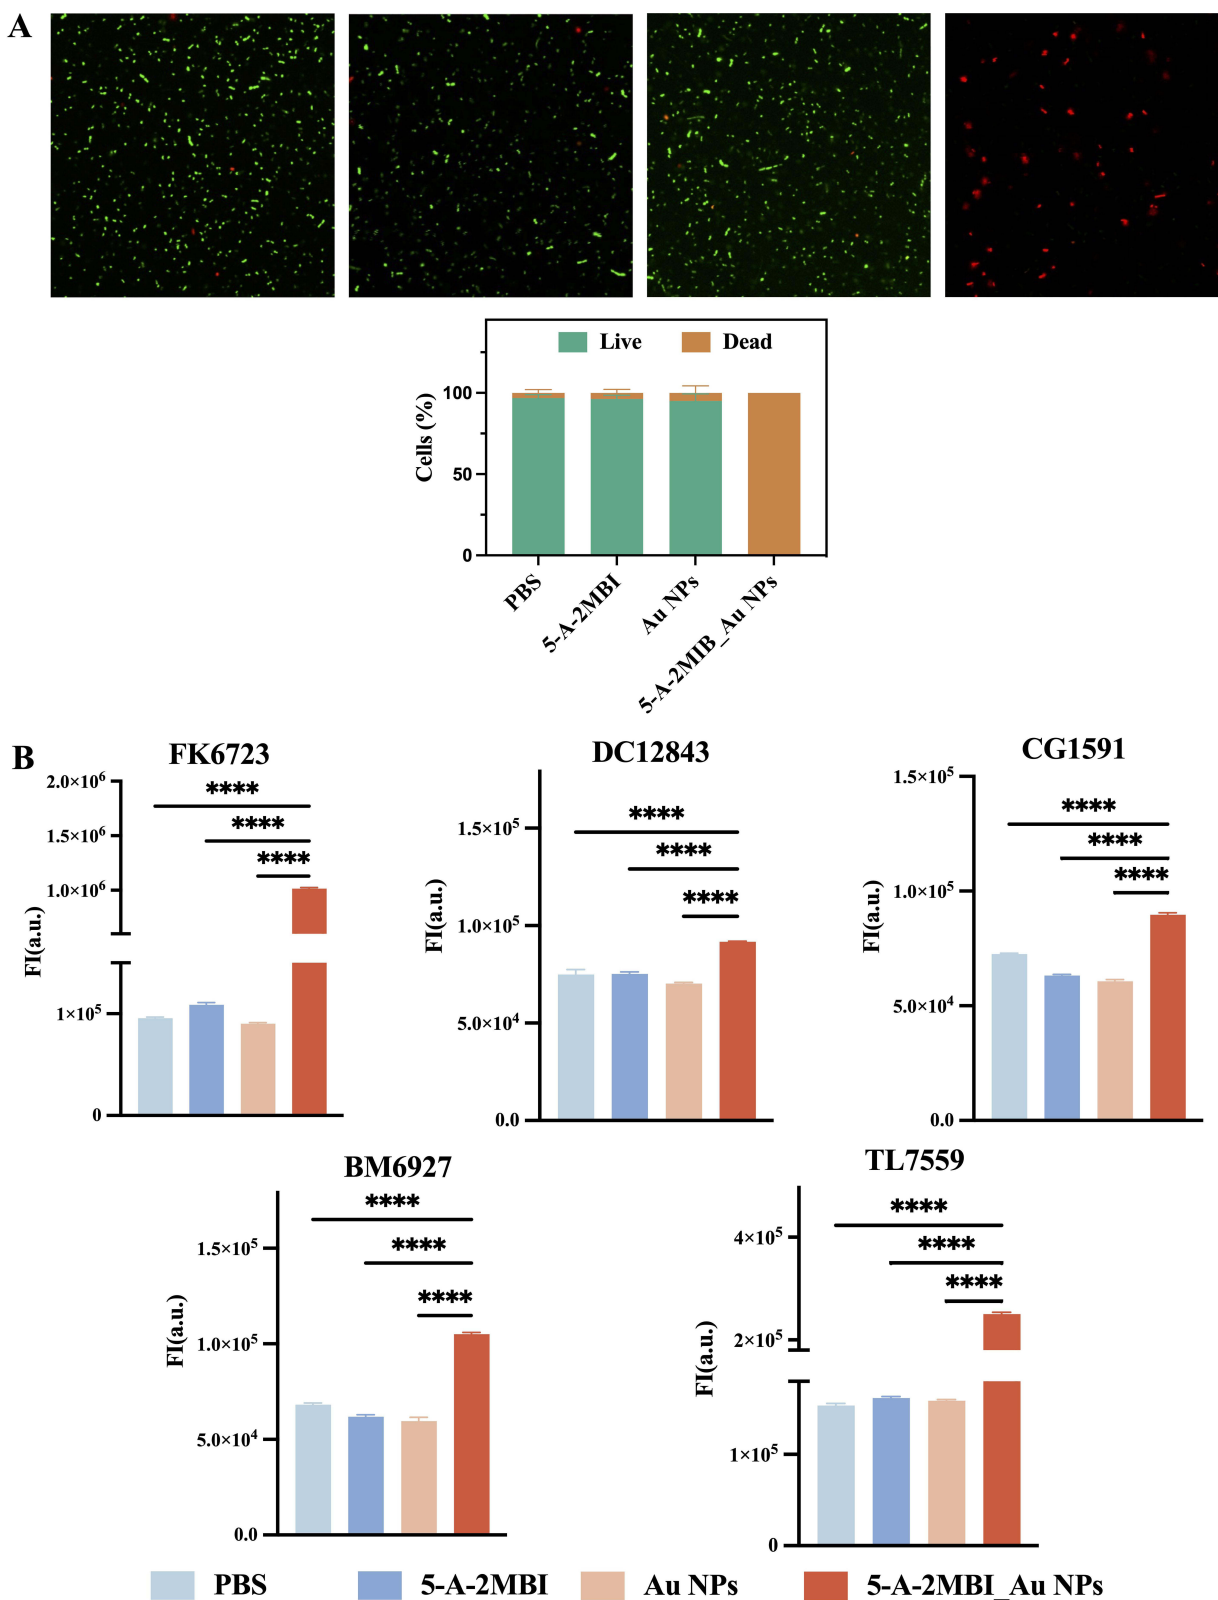 A
Live Dead
100
50
0
Cells (%)
PBS
5-A-2MBI
Au NPs
5-A-2MIB_Au NPs
B
FK6723
2.0×10⁶
1.5×10⁶
1.0×10⁶
1×10⁵
0
FI(a.u.)
****
****
****
DC12843
1.5×10⁵
1.0×10⁵
5.0×10⁴
0.0
FI(a.u.)
****
****
****
CG1591
1.5×10⁵
1.0×10⁵
5.0×10⁴
0.0
FI(a.u.)
****
****
****
BM6927
1.5×10⁵
1.0×10⁵
5.0×10⁴
0.0
FI(a.u.)
****
****
****
TL7559
4×10⁵
2×10⁵
1×10⁵
0
FI(a.u.)
****
****
****
PBS 5-A-2MBI Au NPs 5-A-2MBI_Au NPs